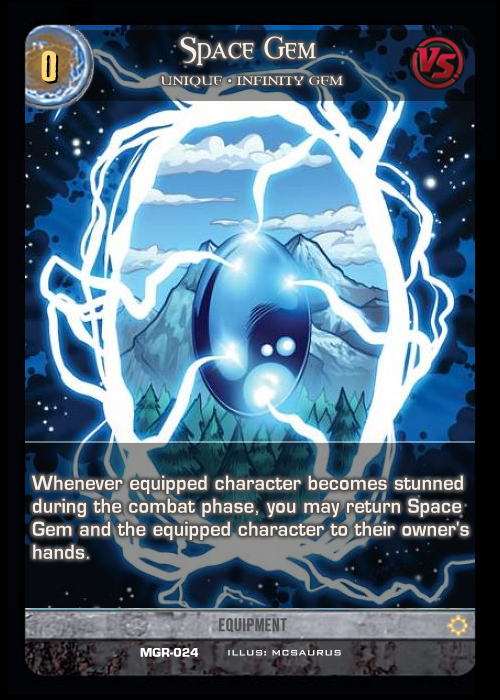 0
Space Gem
VS.
UNIQUE • INFINITY GEM
Whenever equipped character becomes stunned
during the combat phase, you may return Space
Gem and the equipped character to their owner's
hands.
EQUIPMENT
MGR-024 ILLUS: MCSAURUS